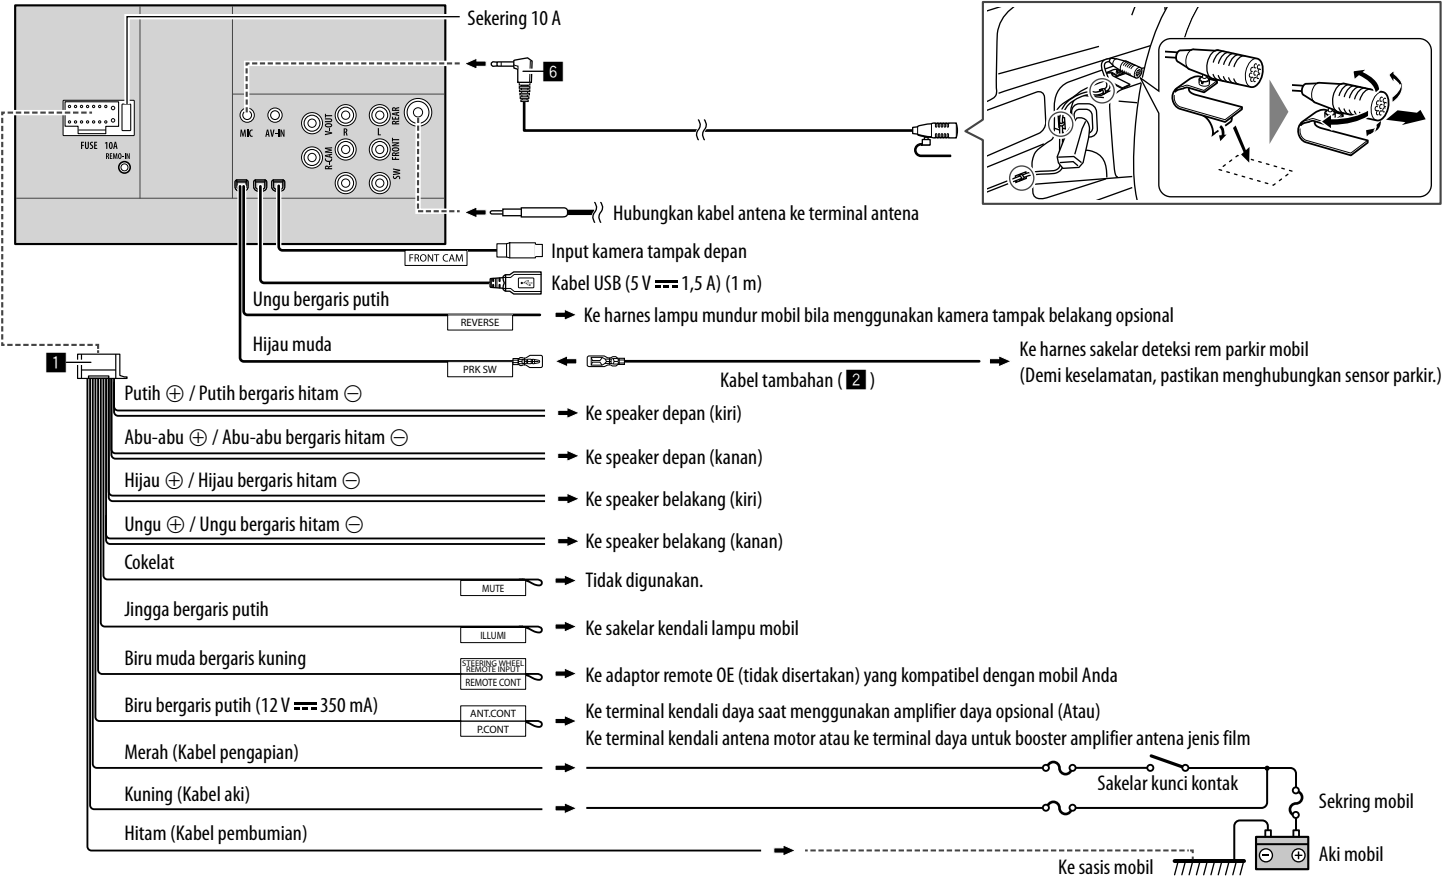 Sekering 10 A
6
MIC
AV-IN
V-OUT
R-CAM
R
L
REAR
FRONT
SW
FUSE 10A
REMO-IN
Hubungkan kabel antena ke terminal antena
FRONT CAM
Input kamera tampak depan
Kabel USB (5 V 1,5 A) (1 m)
Ungu bergaris putih
REVERSE
Ke harnes lampu mundur mobil bila menggunakan kamera tampak belakang opsional
Hijau muda
PRK SW
Kabel tambahan ( 2 )
Ke harnes sakelar deteksi rem parkir mobil
(Demi keselamatan, pastikan menghubungkan sensor parkir.)
1
Putih ⊕ / Putih bergaris hitam ⊖
Ke speaker depan (kiri)
Abu-abu ⊕ / Abu-abu bergaris hitam ⊖
Ke speaker depan (kanan)
Hijau ⊕ / Hijau bergaris hitam ⊖
Ke speaker belakang (kiri)
Ungu ⊕ / Ungu bergaris hitam ⊖
Ke speaker belakang (kanan)
Cokelat
MUTE
Tidak digunakan.
Jingga bergaris putih
ILLUMI
Ke sakelar kendali lampu mobil
Biru muda bergaris kuning
STEERING WHEEL
REMOTE INPUT
REMOTE CONT
Ke adaptor remote OE (tidak disertakan) yang kompatibel dengan mobil Anda
Biru bergaris putih (12 V 350 mA)
ANT.CONT
P.CONT
Ke terminal kendali daya saat menggunakan amplifier daya opsional (Atau)
Ke terminal kendali antena motor atau ke terminal daya untuk booster amplifier antena jenis film
Merah (Kabel pengapian)
Sakelar kunci kontak
Kuning (Kabel aki)
Sekring mobil
Hitam (Kabel pembumian)
Ke sasis mobil
⊖ ⊕
Aki mobil